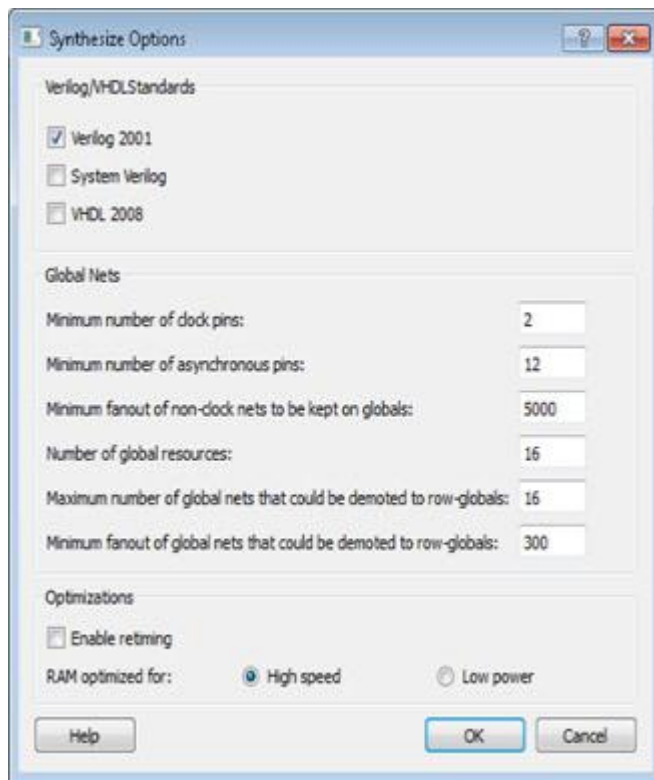 Synthesize Options
Verilog/VHDLStandards
Verilog 2001
System Verilog
VHDL 2008
Global Nets
Minimum number of clock pins: 2
Minimum number of asynchronous pins: 12
Minimum fanout of non-clock nets to be kept on globals: 5000
Number of global resources: 16
Maximum number of global nets that could be demoted to row-globals: 16
Minimum fanout of global nets that could be demoted to row-globals: 300
Optimizations
Enable retiming
RAM optimized for: High speed Low power
Help OK Cancel